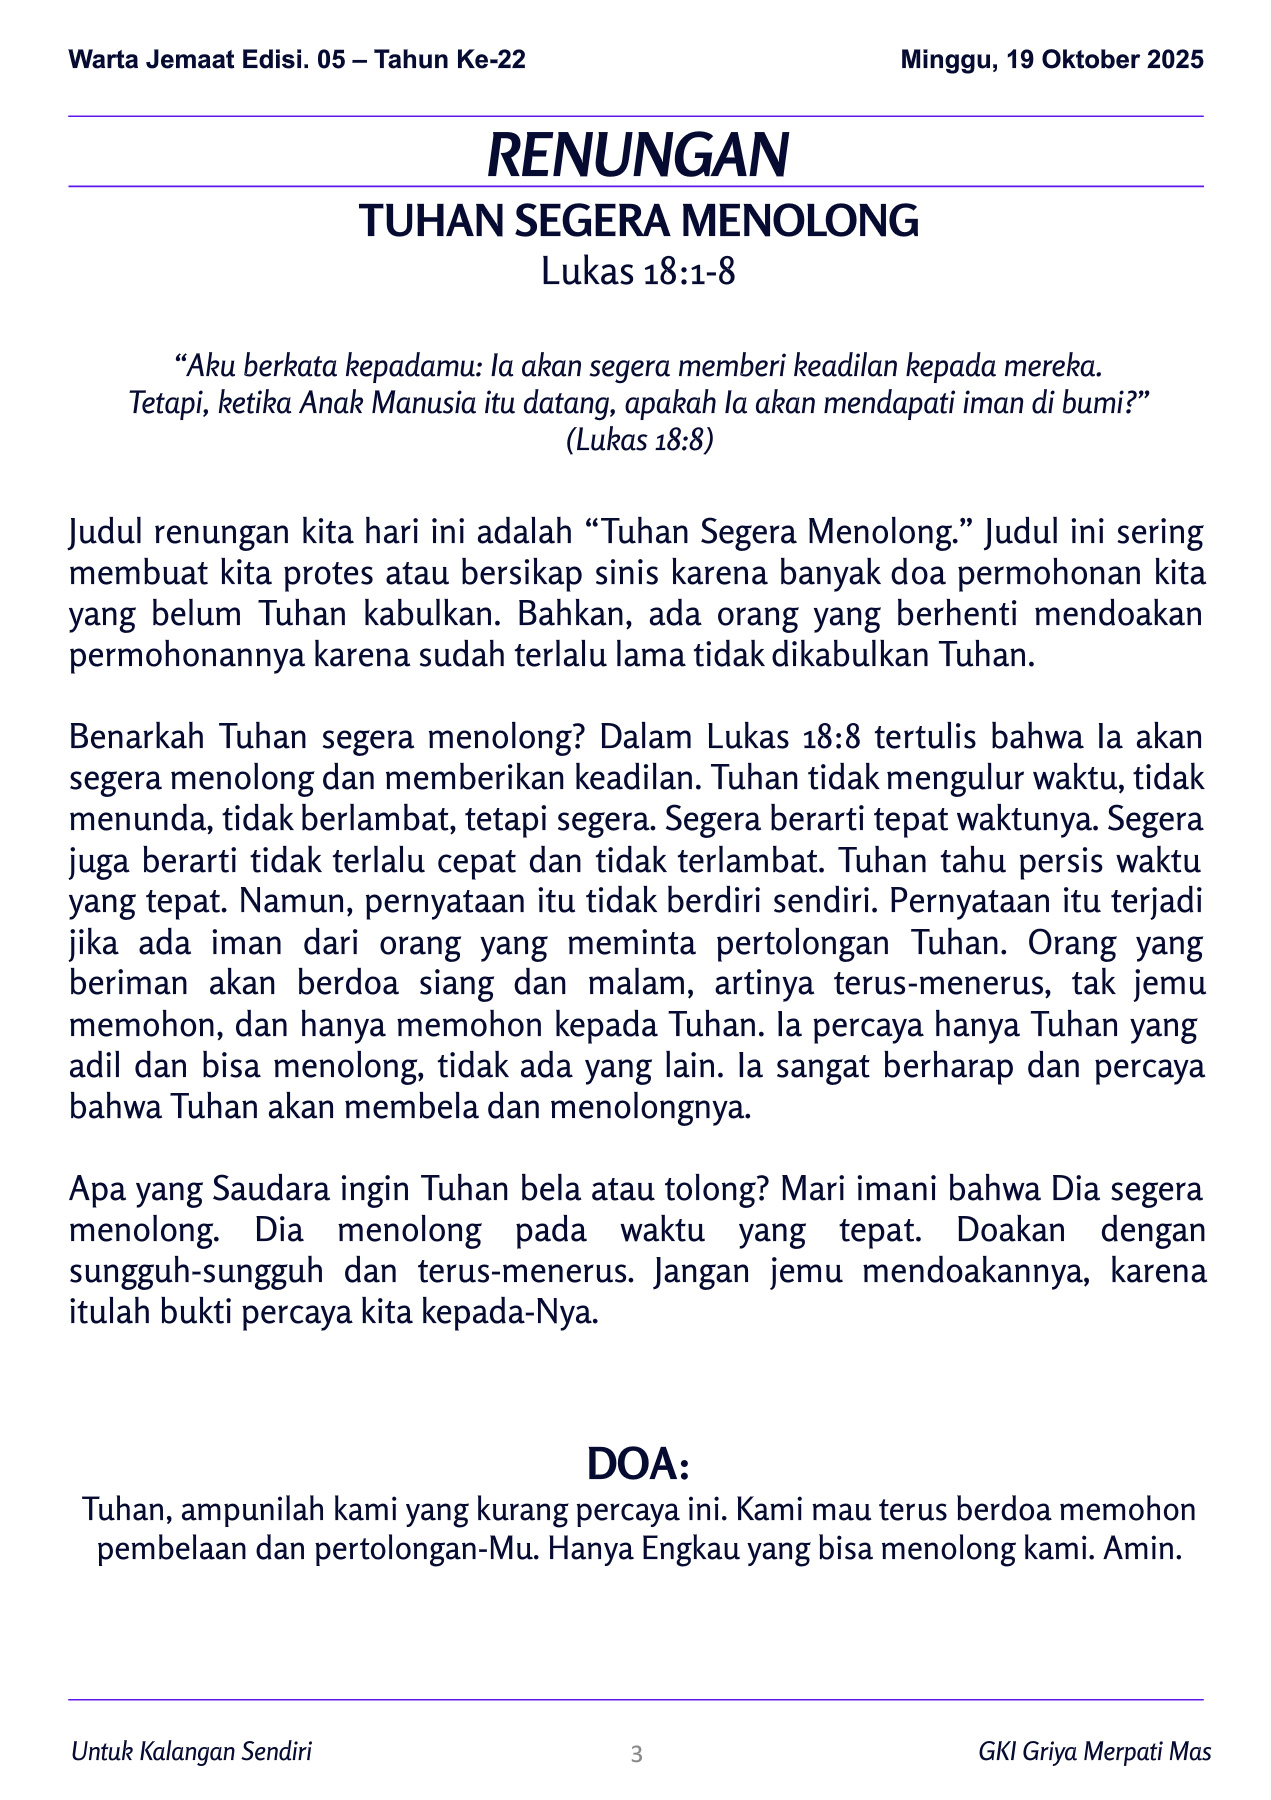 Warta Jemaat Edisi. 05 – Tahun Ke-22 Minggu, 19 Oktober 2025
RENUNGAN
TUHAN SEGERA MENOLONG
Lukas 18:1-8
“Aku berkata kepadamu: Ia akan segera memberi keadilan kepada mereka.
Tetapi, ketika Anak Manusia itu datang, apakah Ia akan mendapati iman di bumi?”
(Lukas 18:8)
Judul renungan kita hari ini adalah “Tuhan Segera Menolong.” Judul ini sering
membuat kita protes atau bersikap sinis karena banyak doa permohonan kita
yang belum Tuhan kabulkan. Bahkan, ada orang yang berhenti mendoakan
permohonannya karena sudah terlalu lama tidak dikabulkan Tuhan.
Benarkah Tuhan segera menolong? Dalam Lukas 18:8 tertulis bahwa Ia akan
segera menolong dan memberikan keadilan. Tuhan tidak mengulur waktu, tidak
menunda, tidak berlambat, tetapi segera. Segera berarti tepat waktunya. Segera
juga berarti tidak terlalu cepat dan tidak terlambat. Tuhan tahu persis waktu
yang tepat. Namun, pernyataan itu tidak berdiri sendiri. Pernyataan itu terjadi
jika ada iman dari orang yang meminta pertolongan Tuhan. Orang yang
beriman akan berdoa siang dan malam, artinya terus-menerus, tak jemu
memohon, dan hanya memohon kepada Tuhan. Ia percaya hanya Tuhan yang
adil dan bisa menolong, tidak ada yang lain. Ia sangat berharap dan percaya
bahwa Tuhan akan membela dan menolongnya.
Apa yang Saudara ingin Tuhan bela atau tolong? Mari imani bahwa Dia segera
menolong. Dia menolong pada waktu yang tepat. Doakan dengan
sungguh-sungguh dan terus-menerus. Jangan jemu mendoakannya, karena
itulah bukti percaya kita kepada-Nya.
DOA:
Tuhan, ampunilah kami yang kurang percaya ini. Kami mau terus berdoa memohon
pembelaan dan pertolongan-Mu. Hanya Engkau yang bisa menolong kami. Amin.
Untuk Kalangan Sendiri 3 GKI Griya Merpati Mas